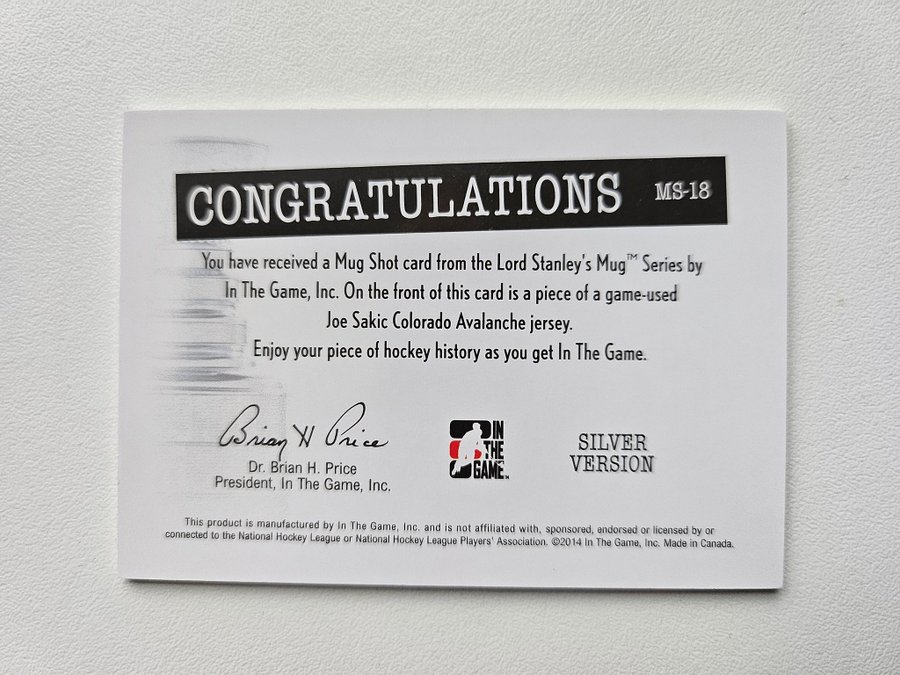 CONGRATULATIONS MS-18
You have received a Mug Shot card from the Lord Stanley's Mug™ Series by
In The Game, Inc. On the front of this card is a piece of a game-used
Joe Sakic Colorado Avalanche jersey.
Enjoy your piece of hockey history as you get In The Game.
Brian H Price
Dr. Brian H. Price
President, In The Game, Inc.
IN
THE
GAME™
SILVER
VERSION
This product is manufactured by In The Game, Inc. and is not affiliated with, sponsored, endorsed or licensed by or
connected to the National Hockey League or National Hockey League Players' Association. ©2014 In The Game, Inc. Made in Canada.